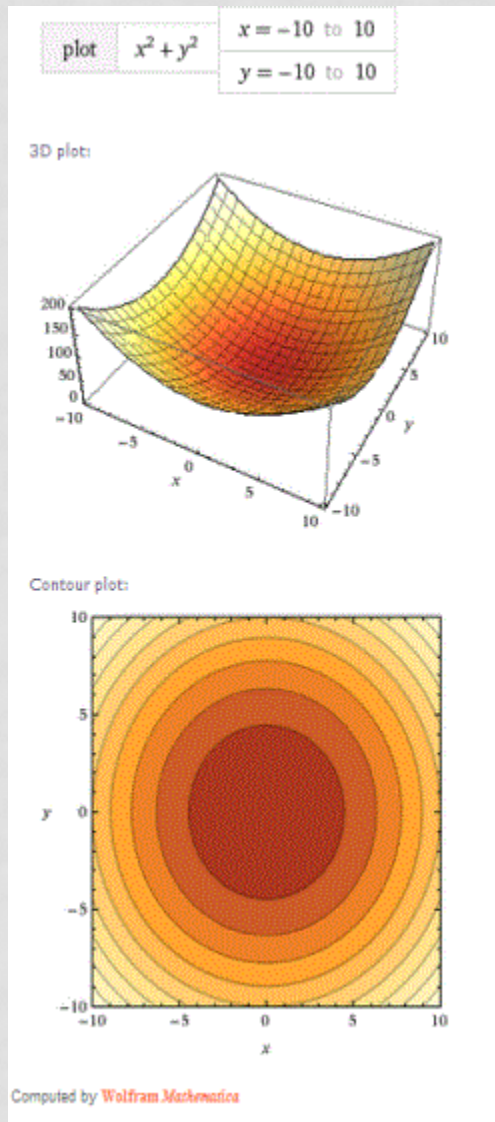 plot x² + y² x = −10 to 10
y = −10 to 10
3D plot:
200
150
100
50
0
−10
−5
0
x
5
10
−10
−5
0
y
5
10
Contour plot:
10
5
y
0
−5
−10
−10 −5 0 5 10
x
Computed by Wolfram Mathematica